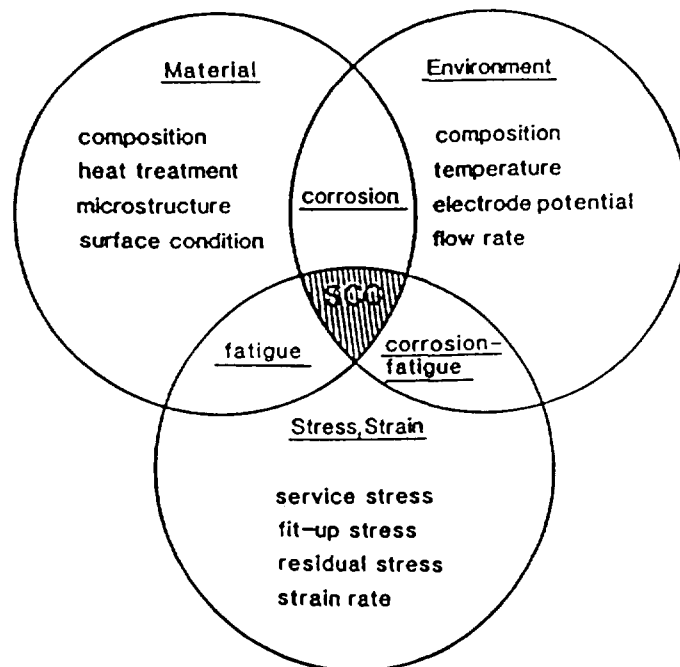 Material
composition
heat treatment
microstructure
surface condition
Environment
composition
temperature
electrode potential
flow rate
corrosion
SCC
fatigue
corrosion-
fatigue
Stress, Strain
service stress
fit-up stress
residual stress
strain rate